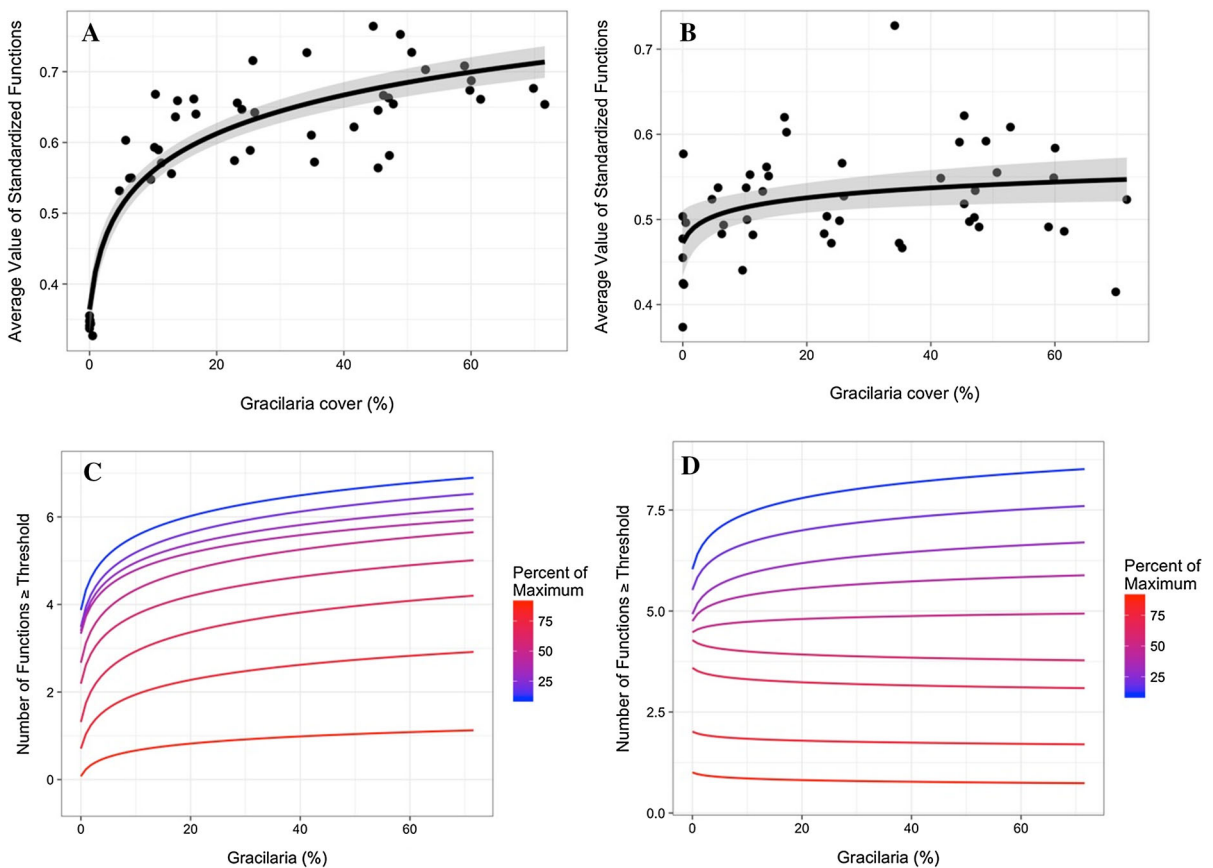 A
Average Value of Standardized Functions
0.7
0.6
0.5
0.4
0
20
40
60
Gracilaria cover (%)
B
Average Value of Standardized Functions
0.7
0.6
0.5
0.4
0
20
40
60
Gracilaria cover (%)
C
Number of Functions ≥ Threshold
6
4
2
0
0
20
40
60
Gracilaria (%)
Percent of
Maximum
75
50
25
D
Number of Functions ≥ Threshold
7.5
5.0
2.5
0.0
0
20
40
60
Gracilaria (%)
Percent of
Maximum
75
50
25